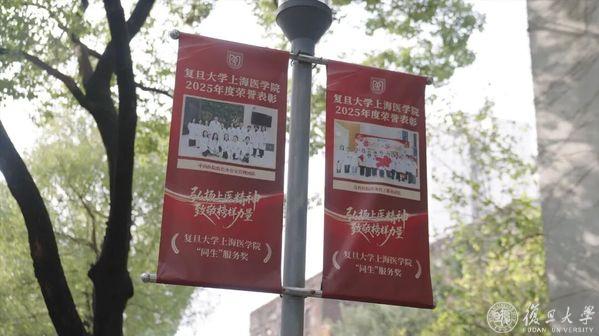 复旦大学上海医学院
2025年度荣誉表彰
弘扬上医精神
致敬榜样力量
复旦大学上海医学院
“同生”服务奖
复旦大学上海医学院
2025年度荣誉表彰
弘扬上医精神
致敬榜样力量
复旦大学上海医学院
“同生”服务奖
復旦大學
FUDAN UNIVERSITY